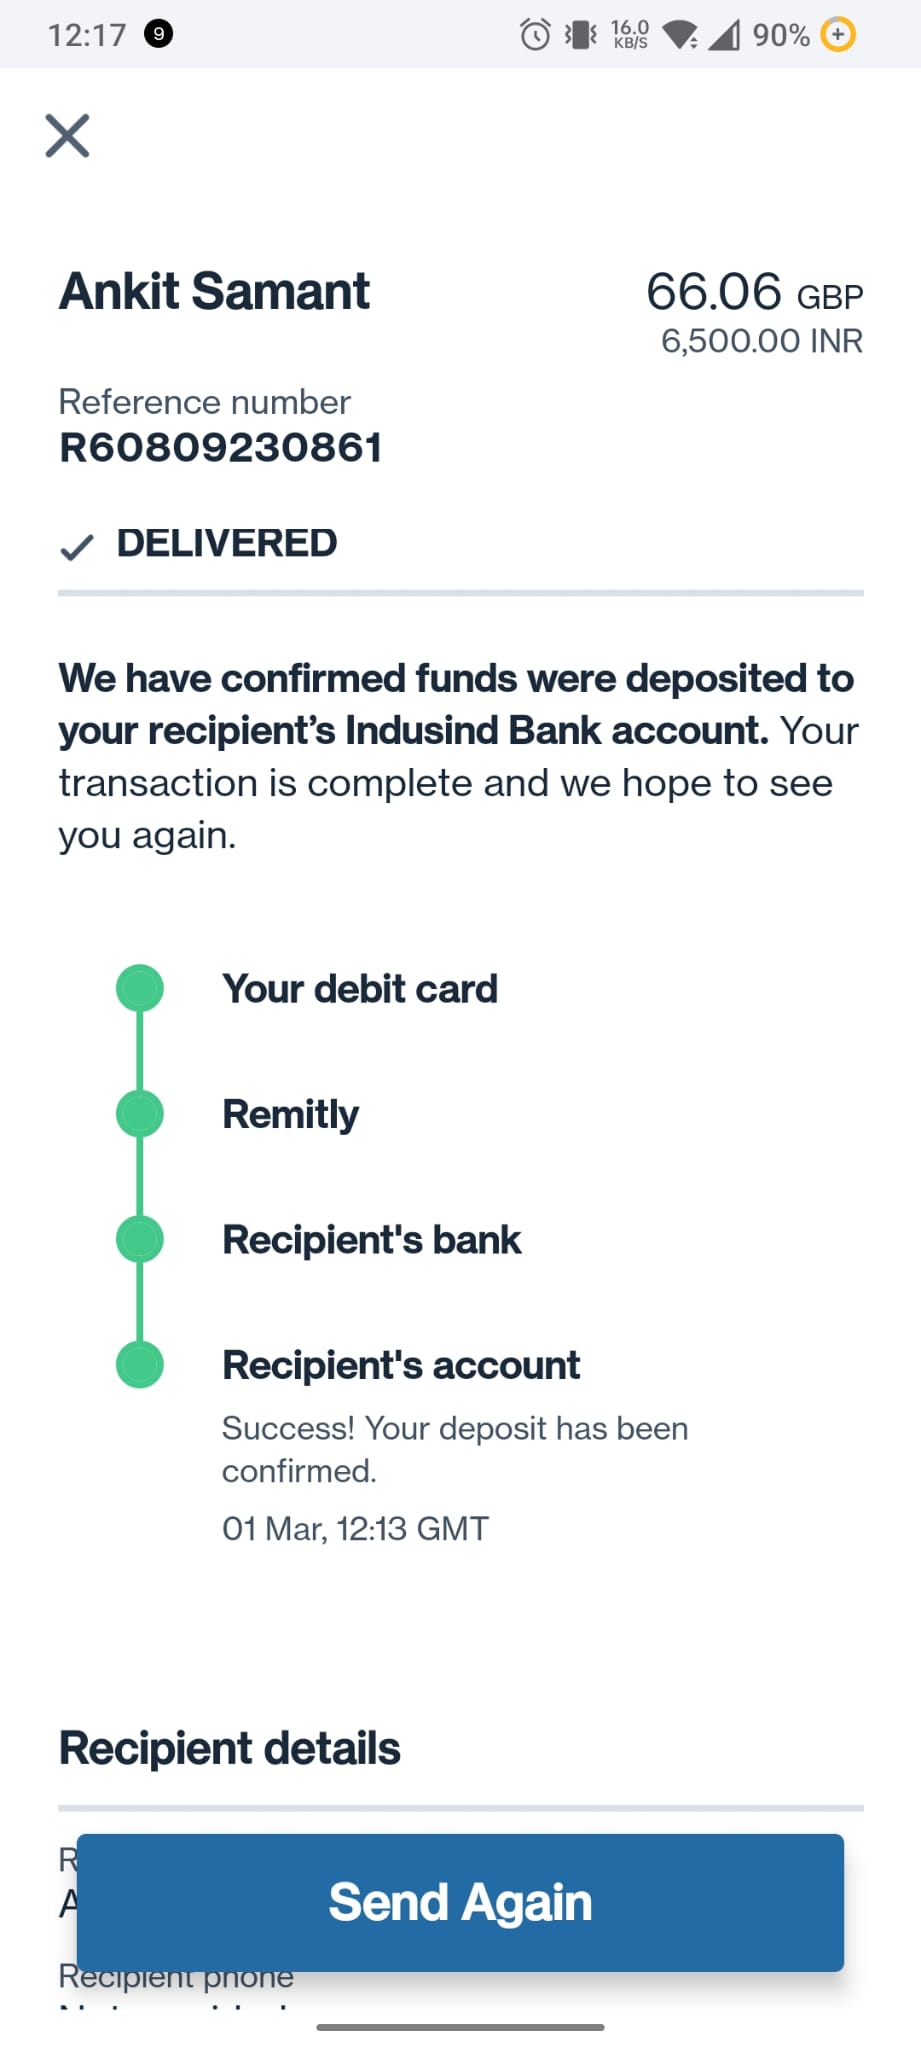 12:17 9 16.0 KB/S 90%
Ankit Samant 66.06 GBP
6,500.00 INR
Reference number
R60809230861
DELIVERED
We have confirmed funds were deposited to
your recipient’s Indusind Bank account. Your
transaction is complete and we hope to see
you again.
Your debit card
Remitly
Recipient's bank
Recipient's account
Success! Your deposit has been
confirmed.
01 Mar, 12:13 GMT
Recipient details
R
A
Send Again
Recipient phone